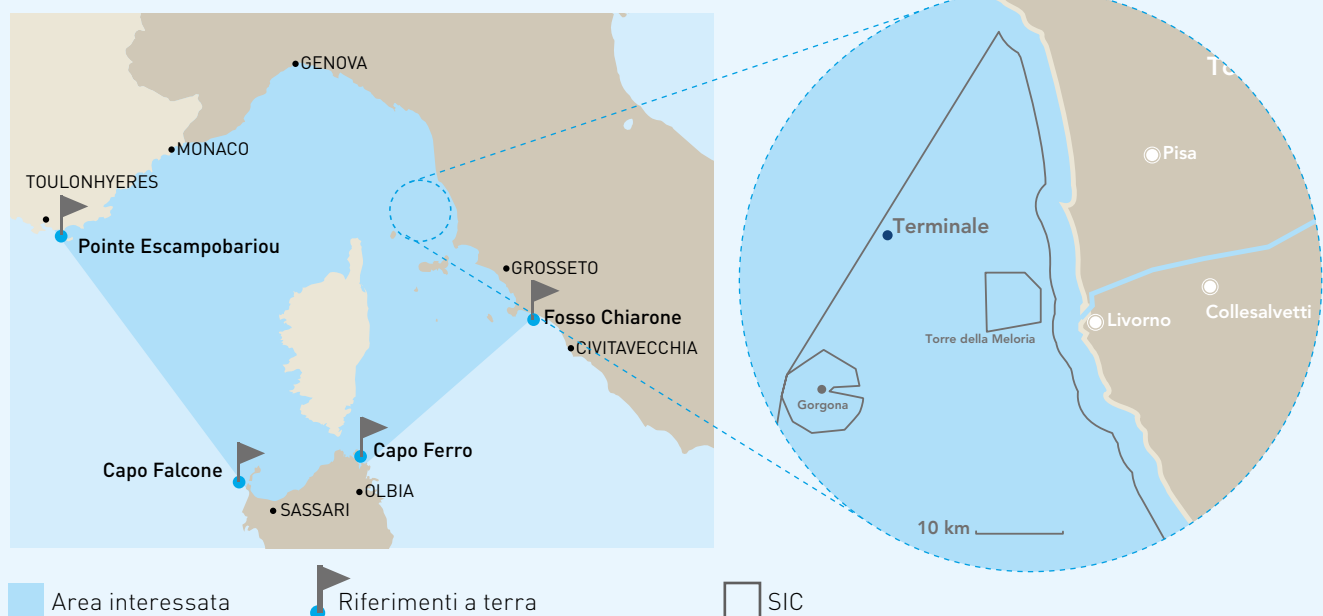 GENOVA
MONACO
TOULONHYERES
Pointe Escampobariou
GROSSETO
Fosso Chiarone
CIVITAVECCHIA
Capo Ferro
Capo Falcone
OLBIA
SASSARI
Pisa
Terminale
Collesalvetti
Livorno
Torre della Meloria
Gorgona
10 km
Area interessata
Riferimenti a terra
SIC